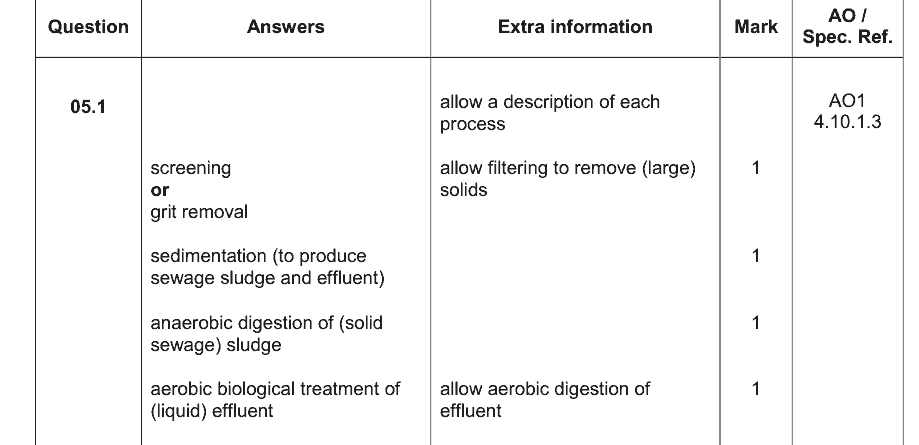 Question Answers Extra information Mark AO /
Spec. Ref.
05.1 allow a description of each AO1
process 4.10.1.3
screening allow filtering to remove (large) 1
or solids
grit removal
sedimentation (to produce 1
sewage sludge and effluent)
anaerobic digestion of (solid 1
sewage) sludge
aerobic biological treatment of allow aerobic digestion of 1
(liquid) effluent effluent